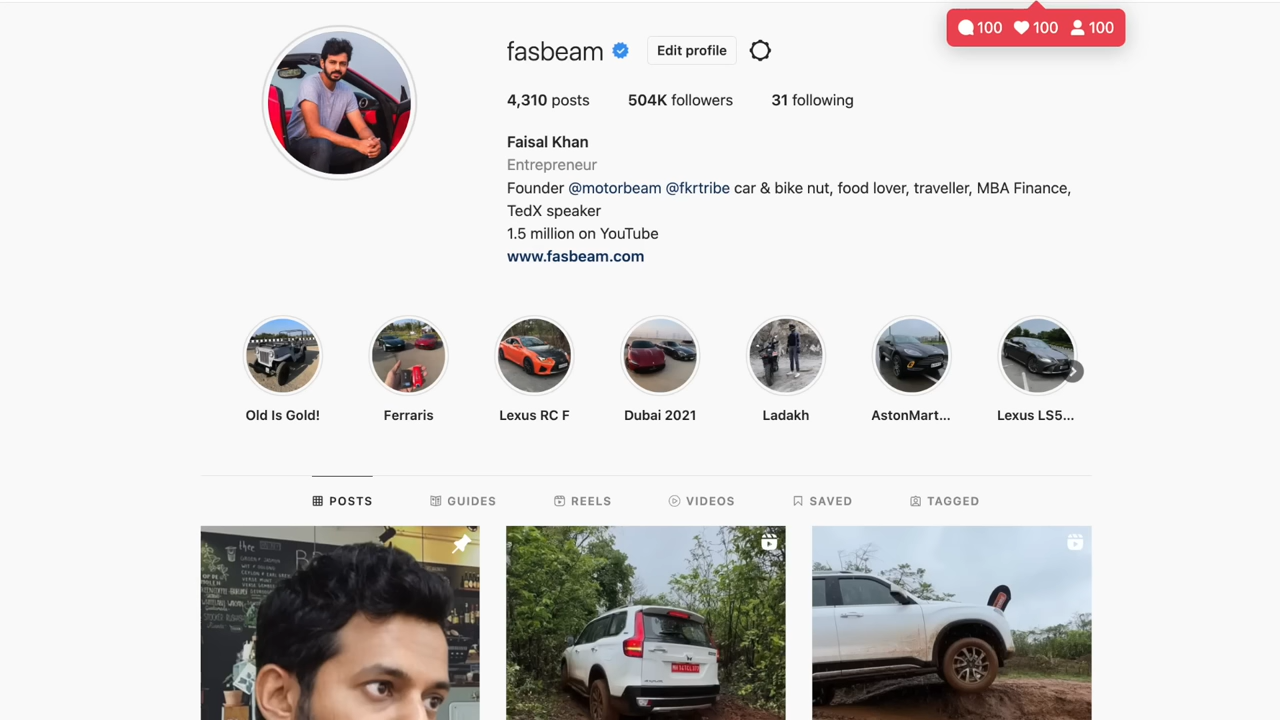 100 100 100
fasbeam Edit profile
4,310 posts 504K followers 31 following
Faisal Khan
Entrepreneur
Founder @motorbeam @fkrtribe car & bike nut, food lover, traveller, MBA Finance,
TedX speaker
1.5 million on YouTube
www.fasbeam.com
Old Is Gold! Ferraris Lexus RC F Dubai 2021 Ladakh AstonMart... Lexus LS5...
POSTS GUIDES REELS VIDEOS SAVED TAGGED